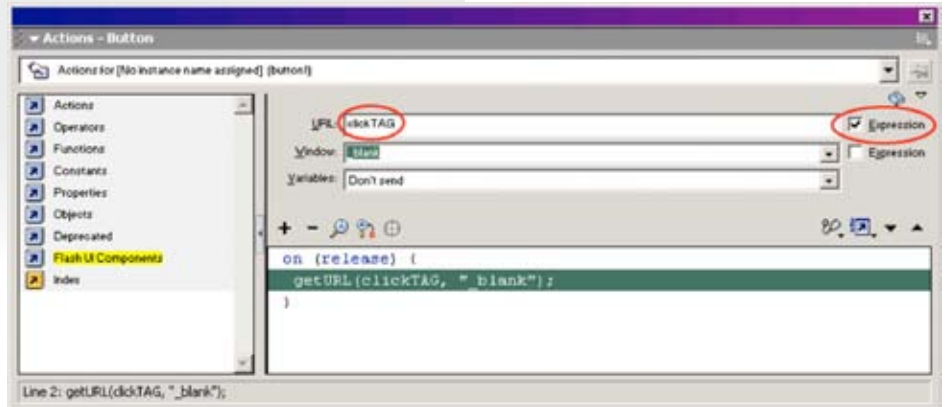 Actions - Button
Actions for [No instance name assigned] (button!)
Actions
Operators
Functions
Constants
Properties
Objects
Deprecated
Flash UI Components
Index
URL: clickTAG
Expression
Window: _blank
Expression
Variables: Don't send
on (release) {
getURL(clickTAG, "_blank");
}
Line 2: getURL(clickTAG, "_blank");